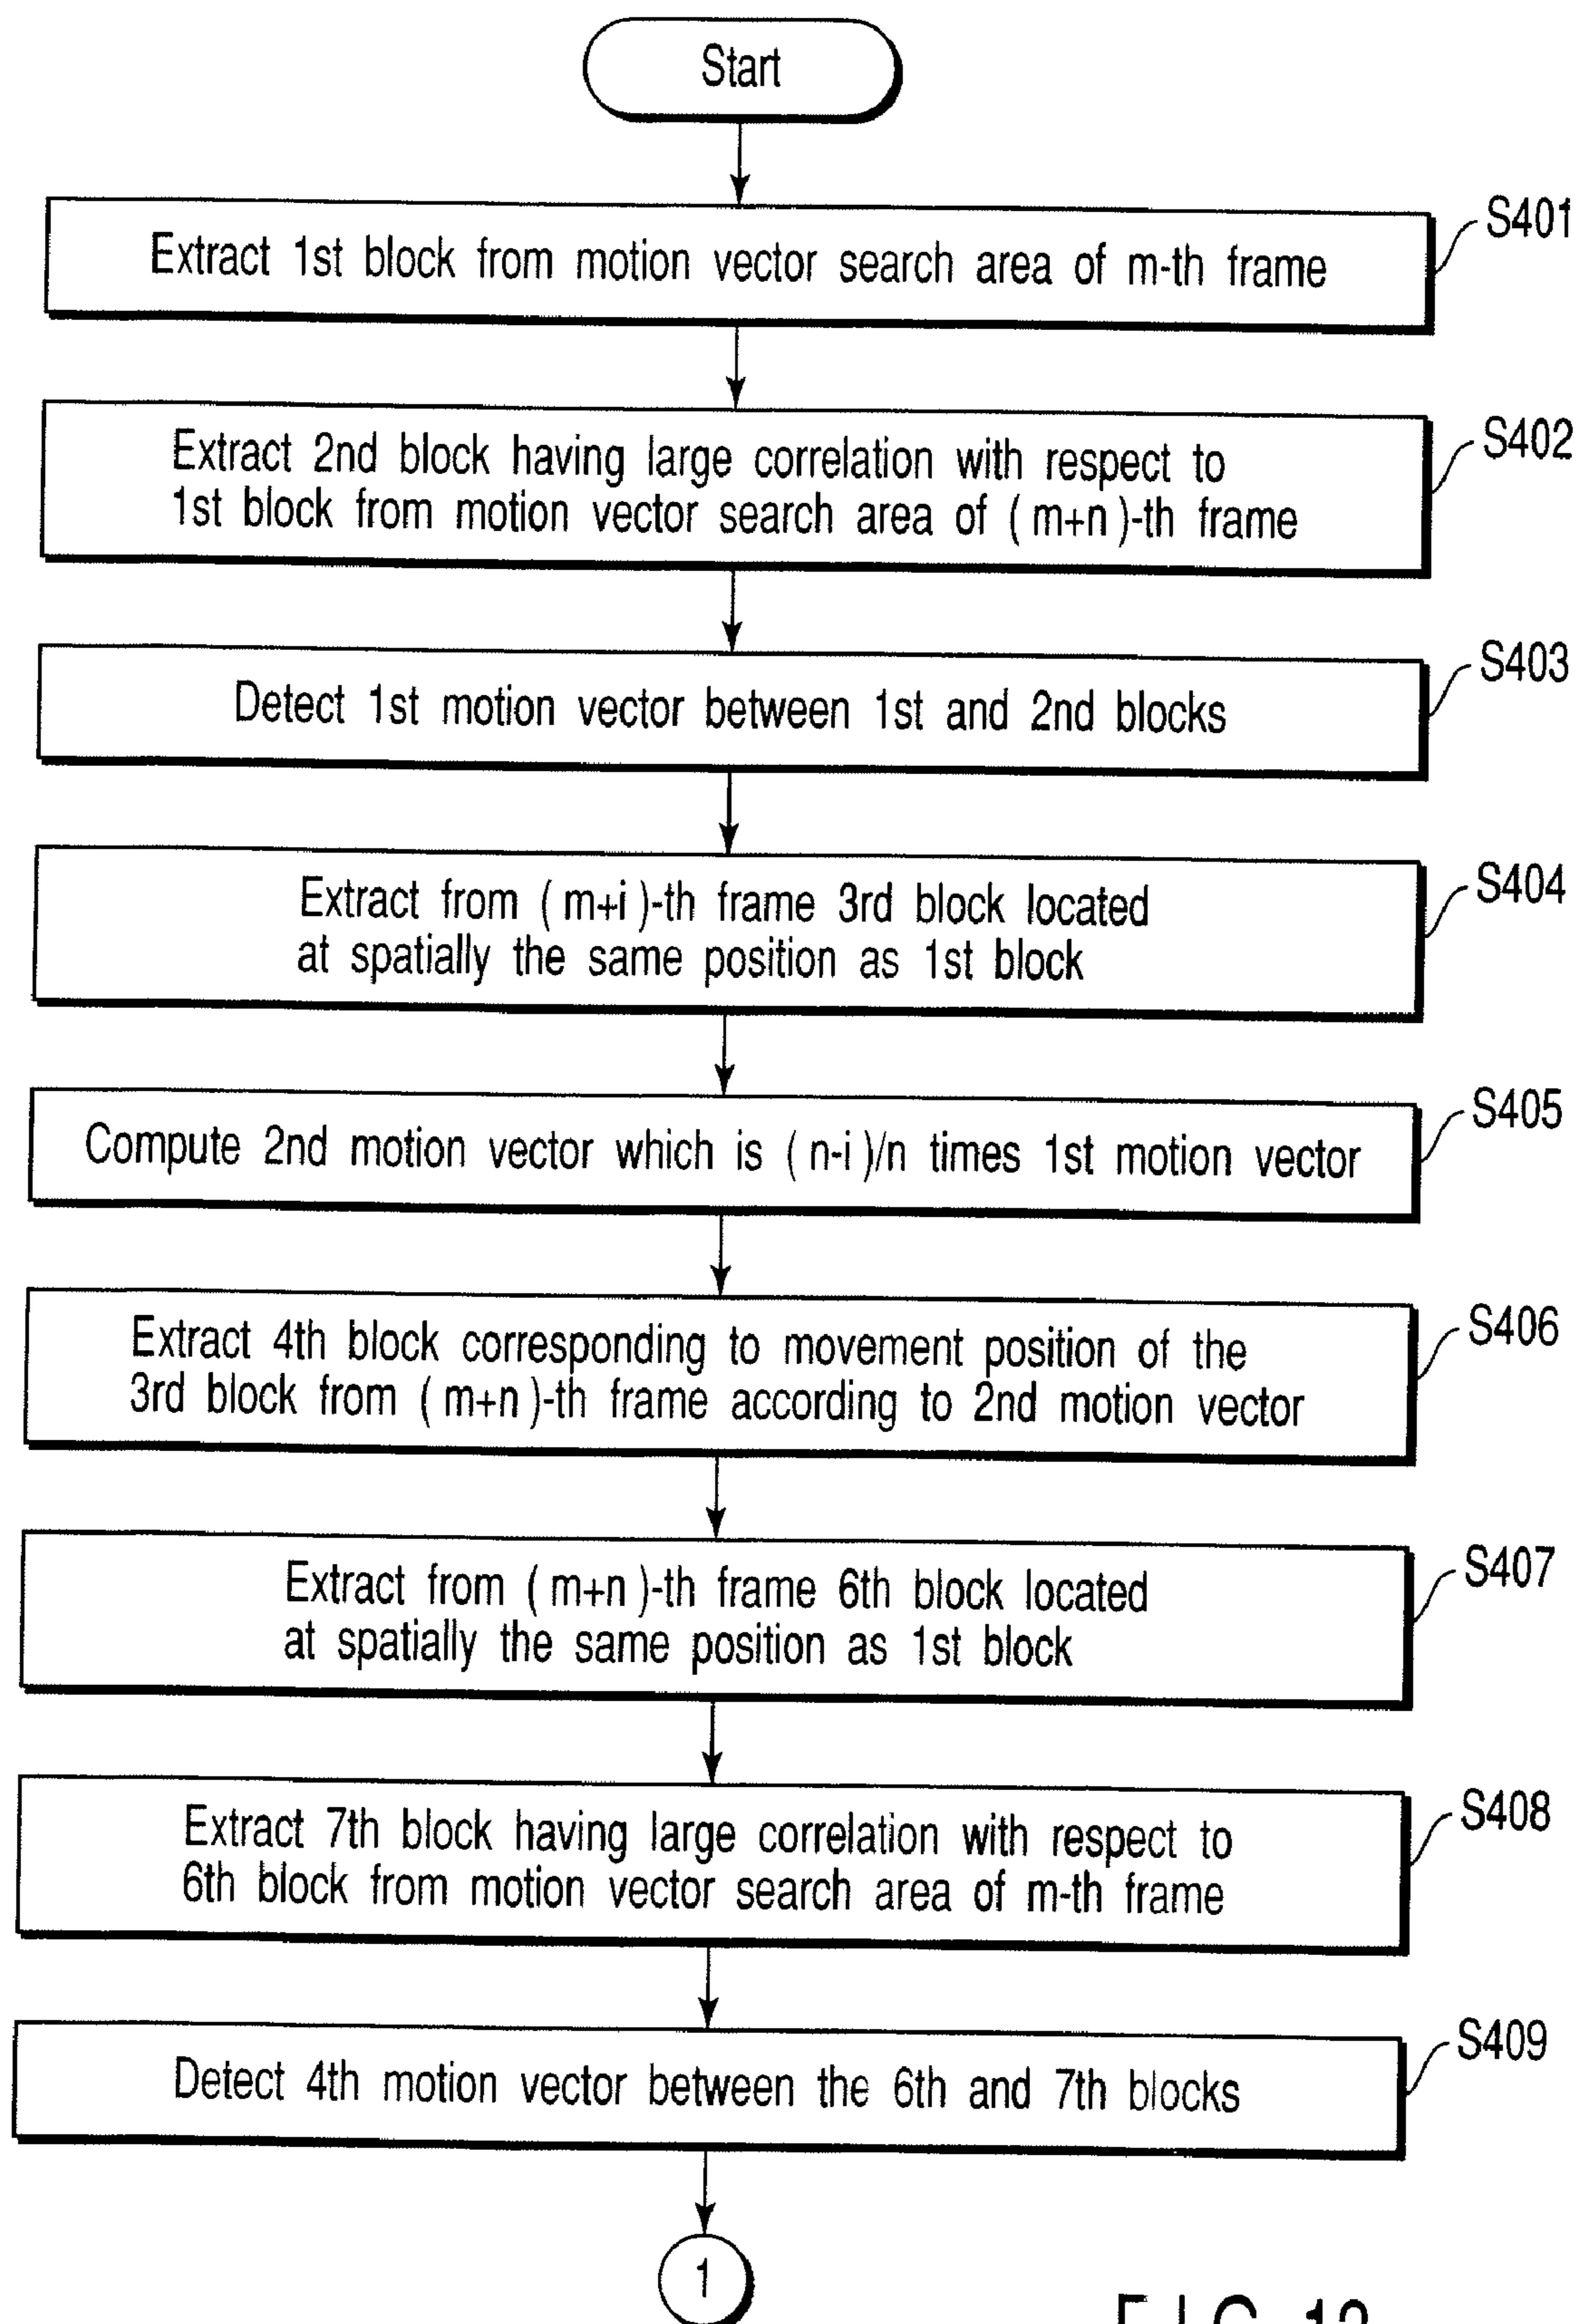 Start
Extract 1st block from motion vector search area of m-th frame
S401
Extract 2nd block having large correlation with respect to
1st block from motion vector search area of (m+n)-th frame
S402
Detect 1st motion vector between 1st and 2nd blocks
S403
Extract from (m+i)-th frame 3rd block located
at spatially the same position as 1st block
S404
Compute 2nd motion vector which is (n-i)/n times 1st motion vector
S405
Extract 4th block corresponding to movement position of the
3rd block from (m+n)-th frame according to 2nd motion vector
S406
Extract from (m+n)-th frame 6th block located
at spatially the same position as 1st block
S407
Extract 7th block having large correlation with respect to
6th block from motion vector search area of m-th frame
S408
Detect 4th motion vector between the 6th and 7th blocks
S409
1